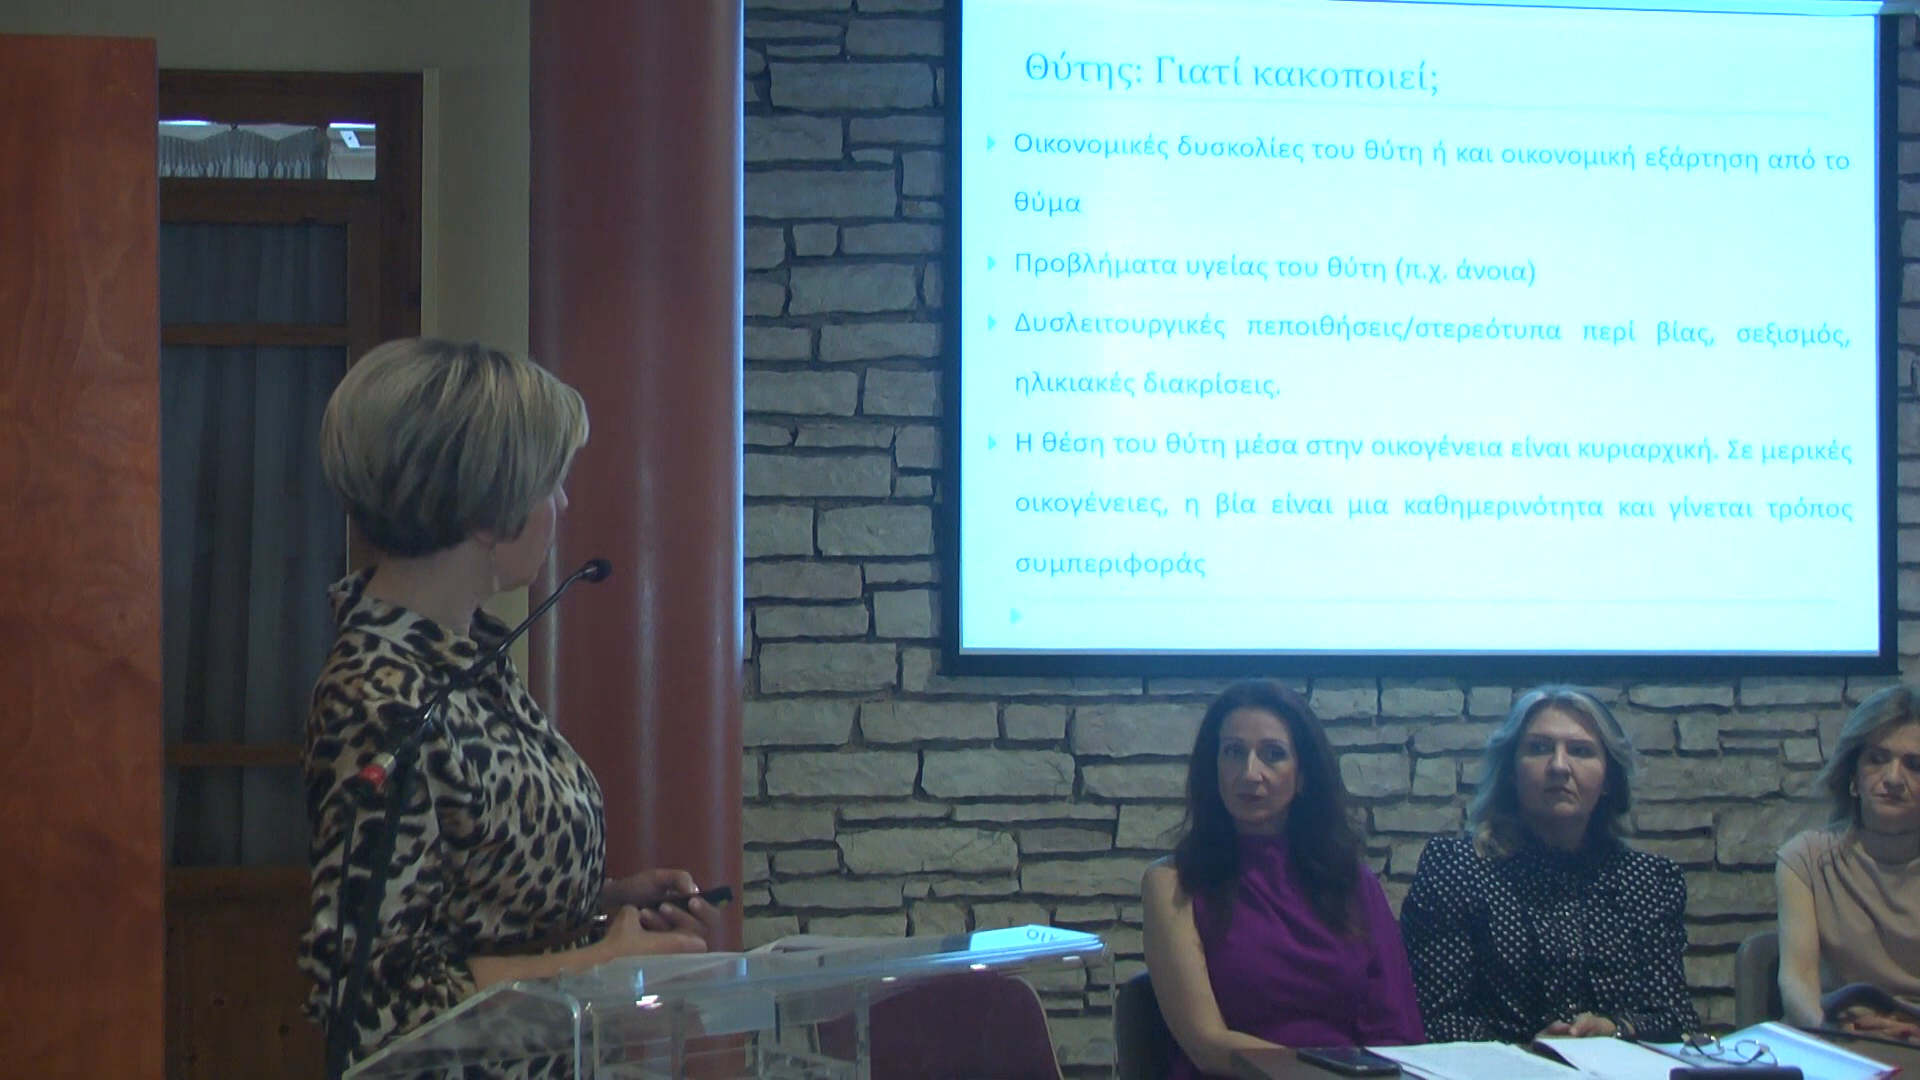 Θύτης: Γιατί κακοποιεί;
Οικονομικές δυσκολίες του θύτη ή και οικονομική εξάρτηση από το
θύμα
Προβλήματα υγείας του θύτη (π.χ. άνοια)
Δυσλειτουργικές πεποιθήσεις/στερεότυπα περί βίας, σεξισμός,
ηλικιακές διακρίσεις.
Η θέση του θύτη μέσα στην οικογένεια είναι κυριαρχική. Σε μερικές
οικογένειες, η βία είναι μια καθημερινότητα και γίνεται τρόπος
συμπεριφοράς